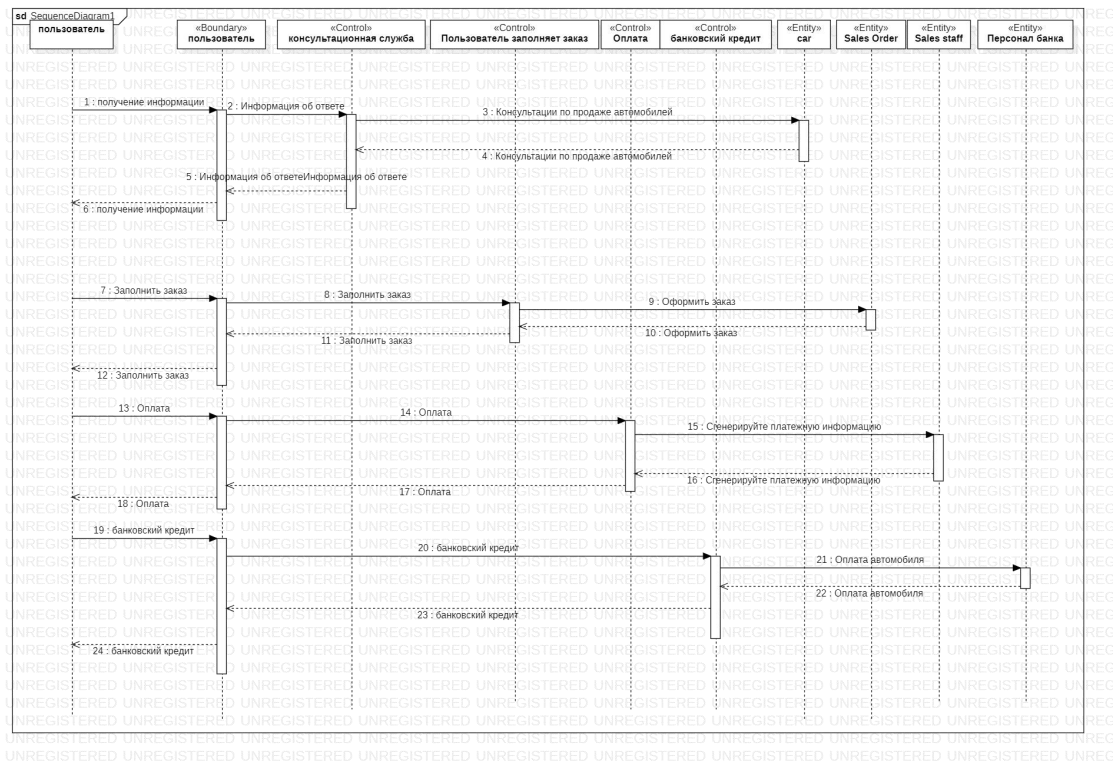 sd SequenceDiagram1
пользователь
«Boundary»
пользователь
«Control»
консультационная служба
«Control»
Пользователь заполняет заказ
«Control»
Оплата
«Control»
банковский кредит
«Entity»
car
«Entity»
Sales Order
«Entity»
Sales staff
«Entity»
Персонал банка
1 : получение информации
2 : Информация об ответе
3 : Консультации по продаже автомобилей
4 : Консультации по продаже автомобилей
5 : Информация об ответеИнформация об ответе
6 : получение информации
7 : Заполнить заказ
8 : Заполнить заказ
9 : Оформить заказ
10 : Оформить заказ
11 : Заполнить заказ
12 : Заполнить заказ
13 : Оплата
14 : Оплата
15 : Сгенерируйте платежную информацию
16 : Сгенерируйте платежную информацию
17 : Оплата
18 : Оплата
19 : банковский кредит
20 : банковский кредит
21 : Оплата автомобиля
22 : Оплата автомобиля
23 : банковский кредит
24 : банковский кредит
UNREGISTERED